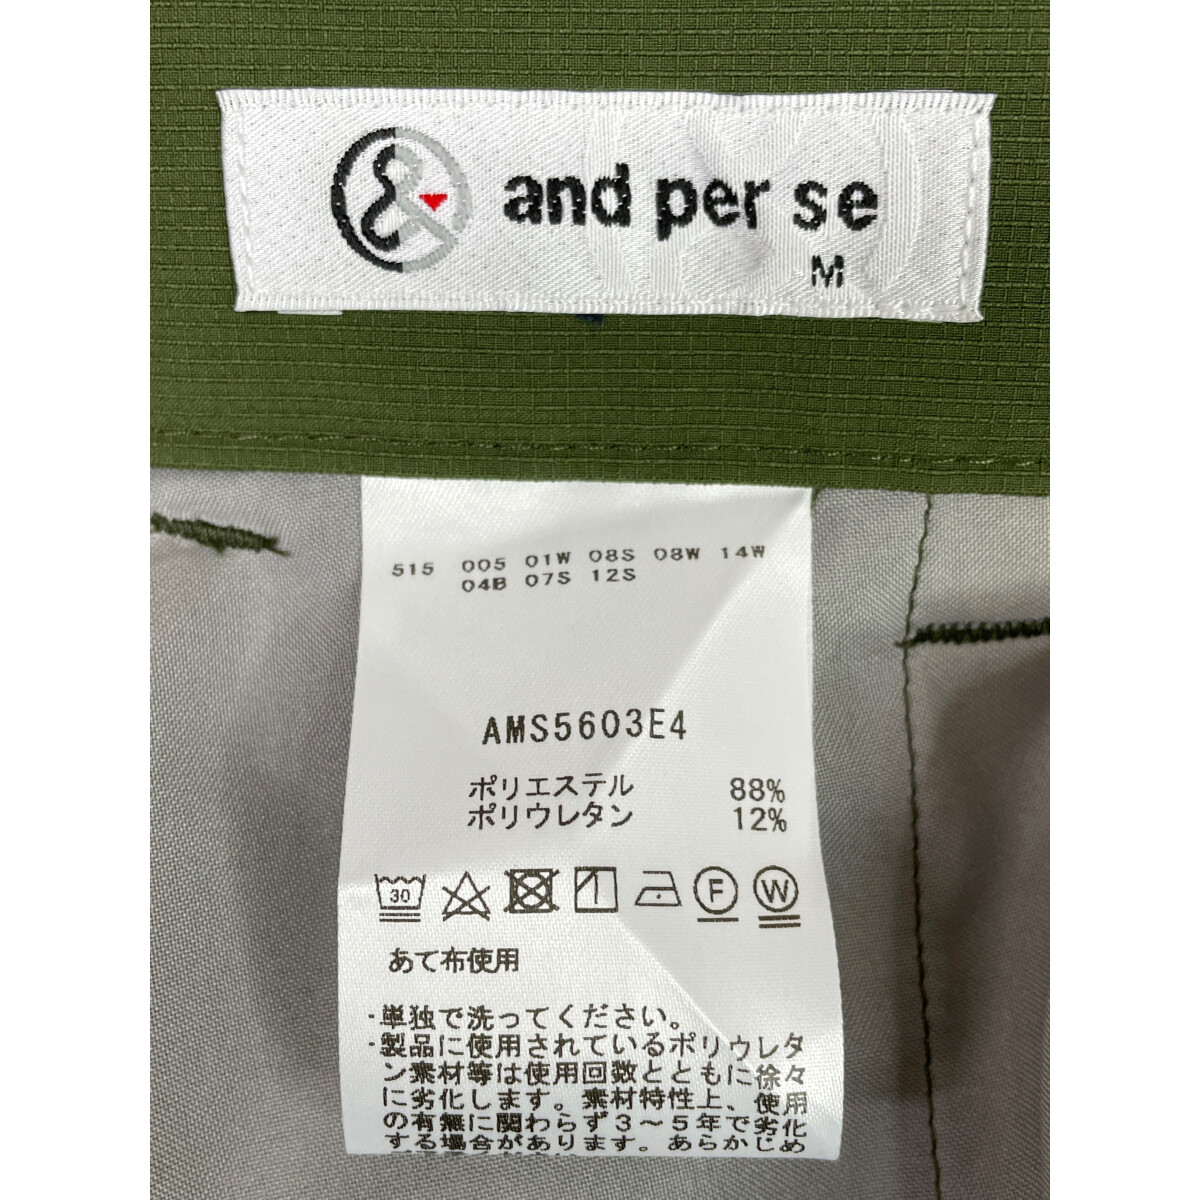 and per se
M
515 005 01W 08S 08W 14W
04B 07S 12S
AMS5603E4
ポリエステル 88%
ポリウレタン 12%
30 F W
あて布使用
・単独で洗ってください。
・製品に使用されているポリウレタ
ン素材等は使用回数とともに徐々
に劣化します。素材特性上、使用
の有無に関わらず3～5年で劣化
する場合があります。あらかじめ